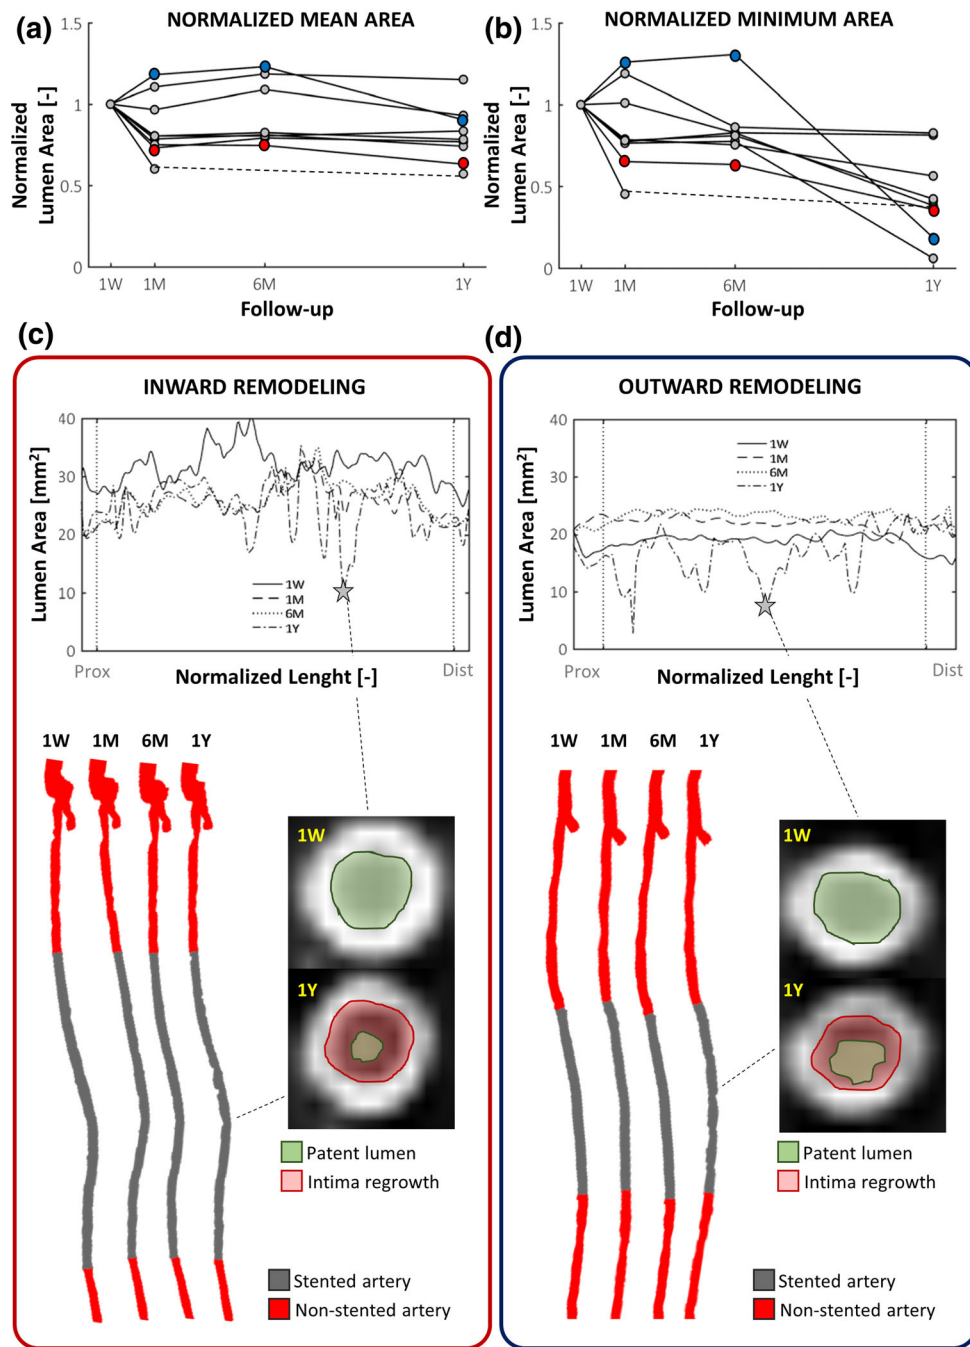 (a)
NORMALIZED MEAN AREA
Normalized
Lumen Area [-]
1.5
1
0.5
0
1W
1M
6M
1Y
Follow-up
(b)
NORMALIZED MINIMUM AREA
Normalized
Lumen Area [-]
1.5
1
0.5
0
1W
1M
6M
1Y
Follow-up
(c)
INWARD REMODELING
Lumen Area [mm²]
40
30
20
10
0
1W
1M
6M
1Y
Prox
Dist
Normalized Lenght [-]
1W 1M 6M 1Y
1W
1Y
Patent lumen
Intima regrowth
Stented artery
Non-stented artery
(d)
OUTWARD REMODELING
Lumen Area [mm²]
40
30
20
10
0
1W
1M
6M
1Y
Prox
Dist
Normalized Lenght [-]
1W 1M 6M 1Y
1W
1Y
Patent lumen
Intima regrowth
Stented artery
Non-stented artery